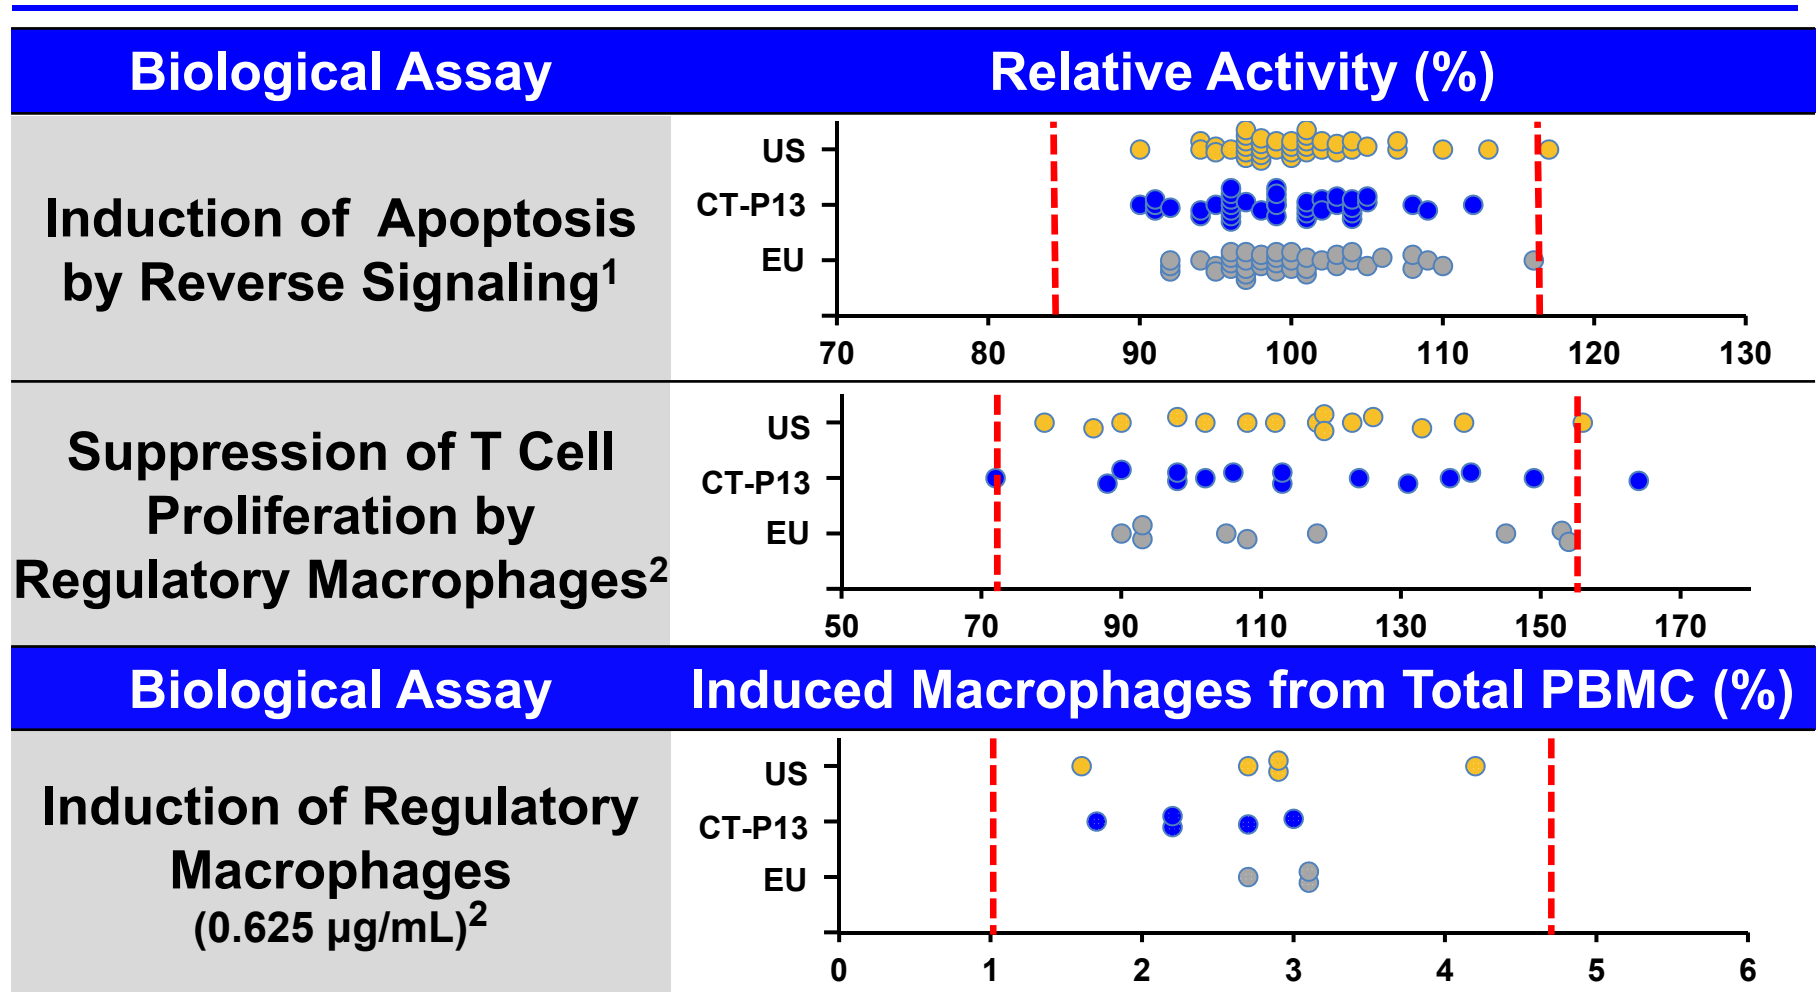 Biological Assay
Relative Activity (%)
Induction of Apoptosis
by Reverse Signaling1
US
CT-P13
EU
70 80 90 100 110 120 130
Suppression of T Cell
Proliferation by
Regulatory Macrophages2
US
CT-P13
EU
50 70 90 110 130 150 170
Biological Assay
Induced Macrophages from Total PBMC (%)
Induction of Regulatory
Macrophages
(0.625 µg/mL)2
US
CT-P13
EU
0 1 2 3 4 5 6